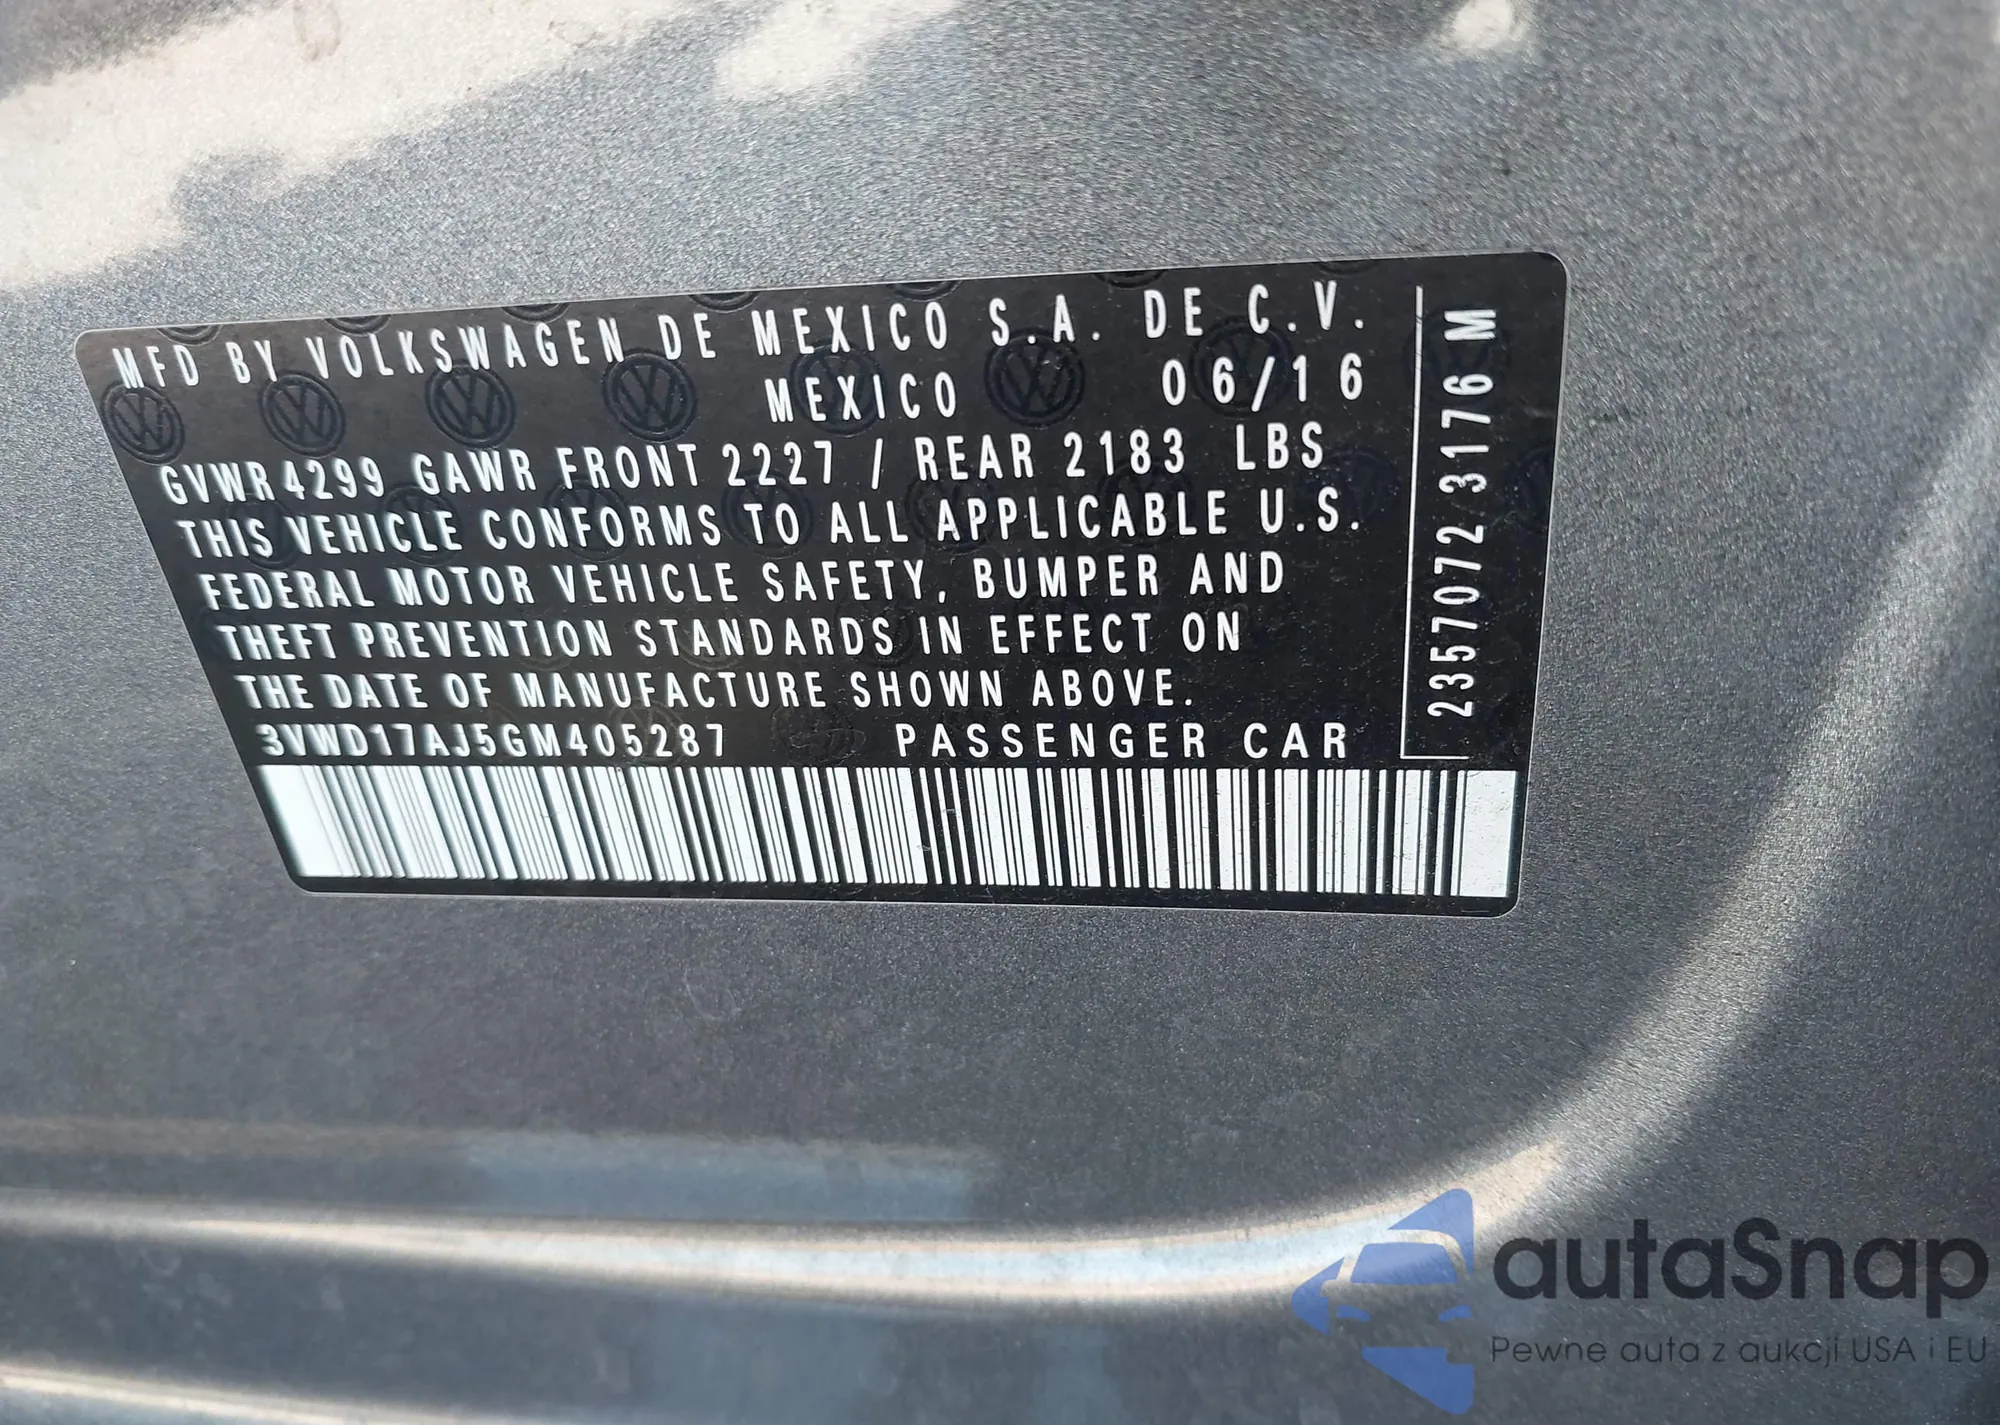 MFD BY VOLKSWAGEN DE MEXICO S.A. DE C.V.
MEXICO 06/16
GVWR 4299 GAWR FRONT 2227 / REAR 2183 LBS
THIS VEHICLE CONFORMS TO ALL APPLICABLE U.S.
FEDERAL MOTOR VEHICLE SAFETY, BUMPER AND
THEFT PREVENTION STANDARDS IN EFFECT ON
THE DATE OF MANUFACTURE SHOWN ABOVE.
3VWD17AJ5GM405287 PASSENGER CAR
2357072 3176 M
autaSnap
Pewne auta z aukcji USA i EU